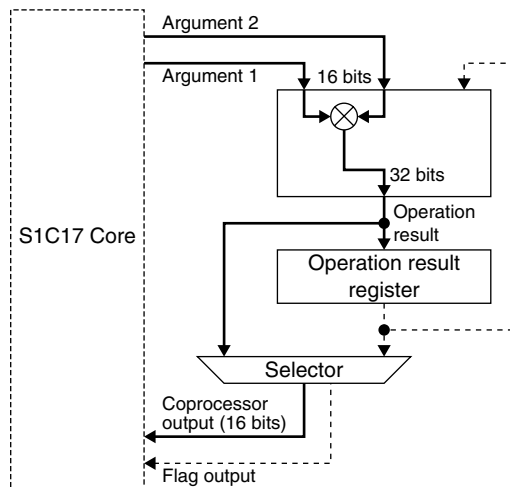 Argument 2
Argument 1
16 bits
32 bits
S1C17 Core
Operation
result
Operation result
register
Selector
Coprocessor
output (16 bits)
Flag output